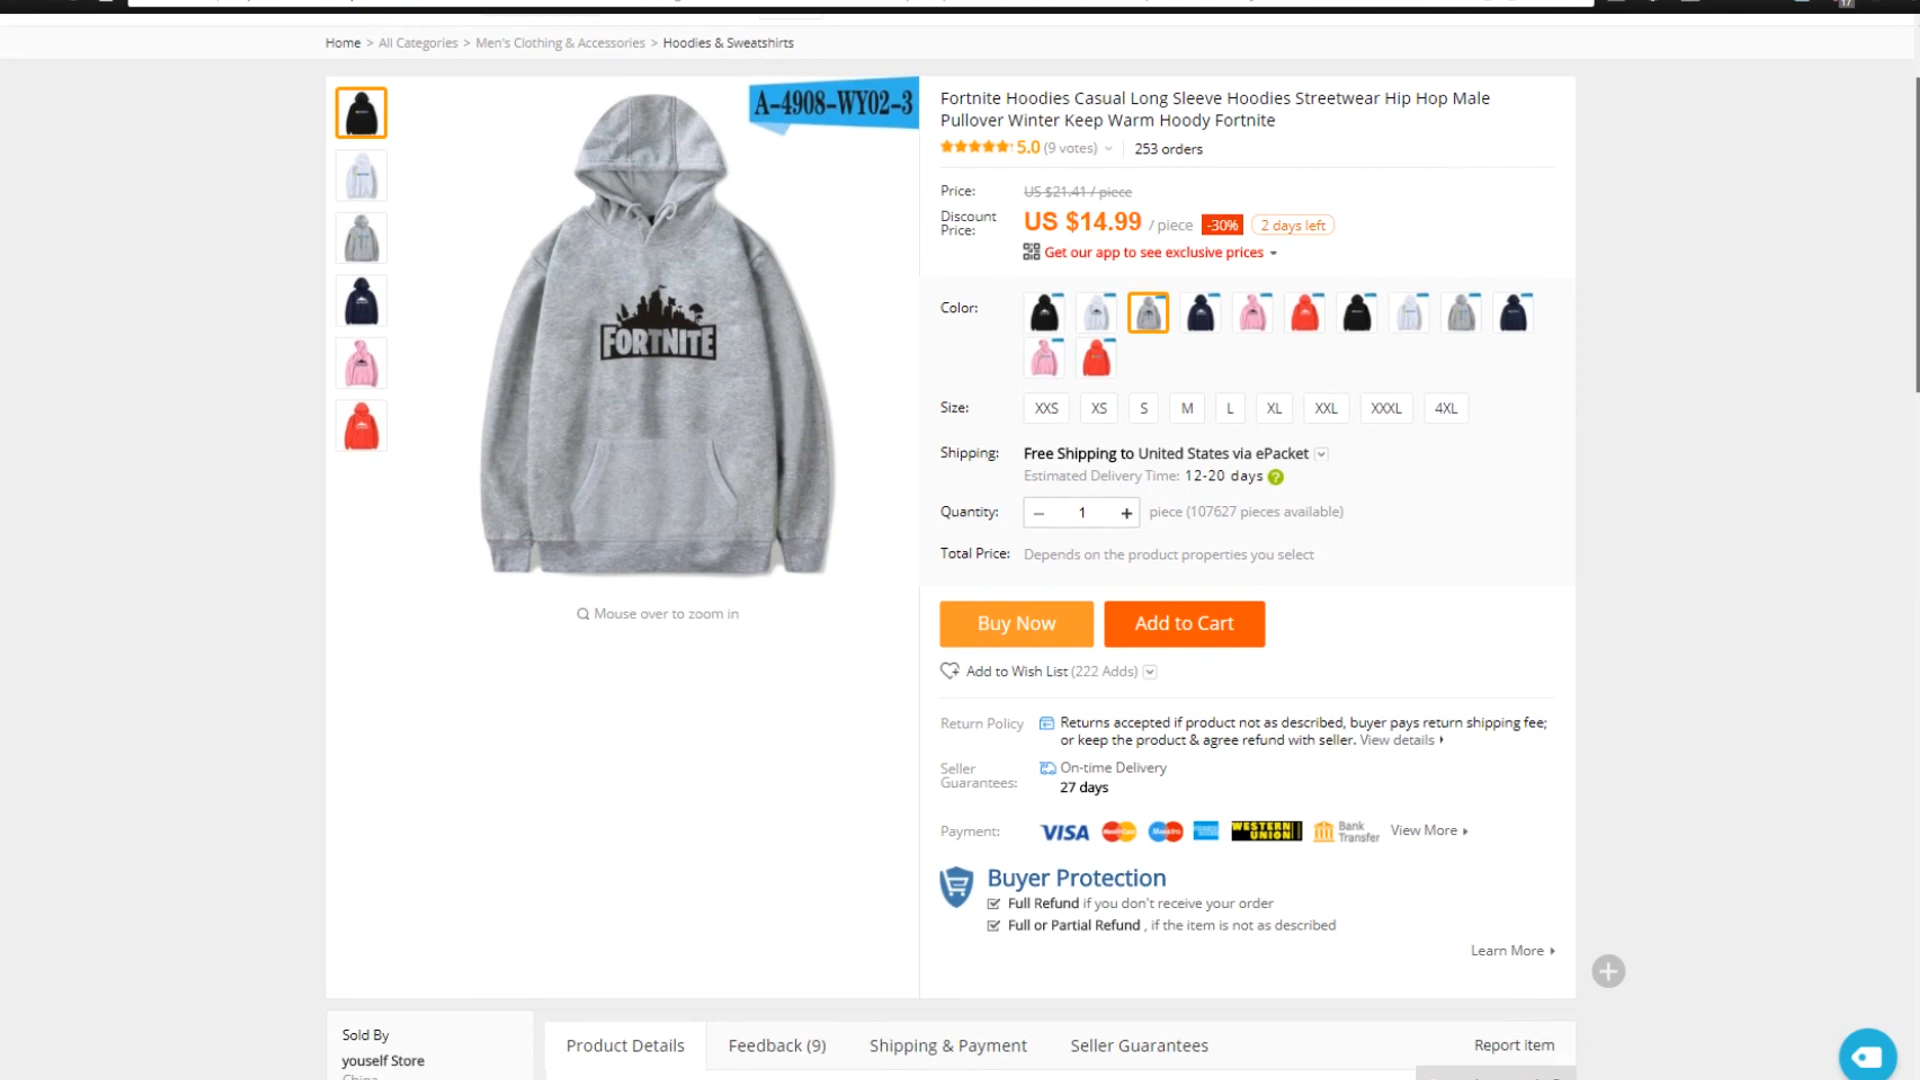 17
Home > All Categories > Men's Clothing & Accessories > Hoodies & Sweatshirts
A-4908-WY02-3
FORTNITE
Mouse over to zoom in
Fortnite Hoodies Casual Long Sleeve Hoodies Streetwear Hip Hop Male
Pullover Winter Keep Warm Hoody Fortnite
5.0 (9 votes) 253 orders
Price: US $21.41 / piece
Discount
Price: US $14.99 / piece -30% 2 days left
Get our app to see exclusive prices
Color:
Size: XXS XS S M L XL XXL XXXL 4XL
Shipping: Free Shipping to United States via ePacket
Estimated Delivery Time: 12-20 days ?
Quantity: − 1 + piece (107627 pieces available)
Total Price: Depends on the product properties you select
Buy Now Add to Cart
Add to Wish List (222 Adds)
Return Policy Returns accepted if product not as described, buyer pays return shipping fee;
or keep the product & agree refund with seller. View details
Seller
Guarantees: On-time Delivery
27 days
Payment: VISA MasterCard Maestro WESTERN UNION Bank Transfer View More
Buyer Protection
Full Refund if you don't receive your order
Full or Partial Refund , if the item is not as described
Learn More
Sold By
youself Store
China
Product Details Feedback (9) Shipping & Payment Seller Guarantees Report item